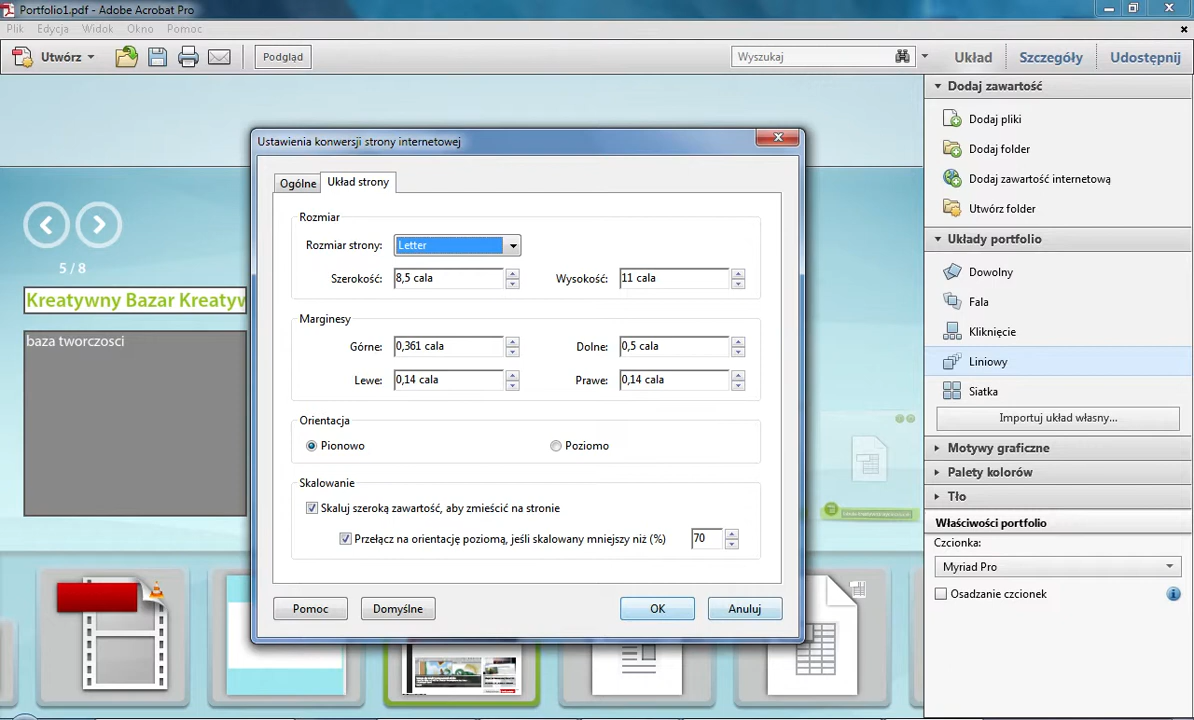 Portfolio1.pdf - Adobe Acrobat Pro
Plik Edycja Widok Okno Pomoc
Utwórz Podgląd Wyszukaj Układ Szczegóły Udostępnij
Dodaj zawartość
Dodaj pliki
Dodaj folder
Dodaj zawartość internetową
Utwórz folder
Układy portfolio
Dowolny
Fala
Kliknięcie
Liniowy
Siatka
Importuj układ własny...
Motywy graficzne
Palety kolorów
Tło
Właściwości portfolio
Czcionka:
Myriad Pro
Osadzanie czcionek
5 / 8
Kreatywny Bazar Kreatyw
baza tworczosci
Ustawienia konwersji strony internetowej
Ogólne Układ strony
Rozmiar
Rozmiar strony: Letter
Szerokość: 8,5 cala Wysokość: 11 cala
Marginesy
Górne: 0,361 cala Dolne: 0,5 cala
Lewe: 0,14 cala Prawe: 0,14 cala
Orientacja
Pionowo Poziomo
Skalowanie
Skaluj szeroką zawartość, aby zmieścić na stronie
Przełącz na orientację poziomą, jeśli skalowany mniejszy niż (%) 70
Pomoc Domyślne OK Anuluj